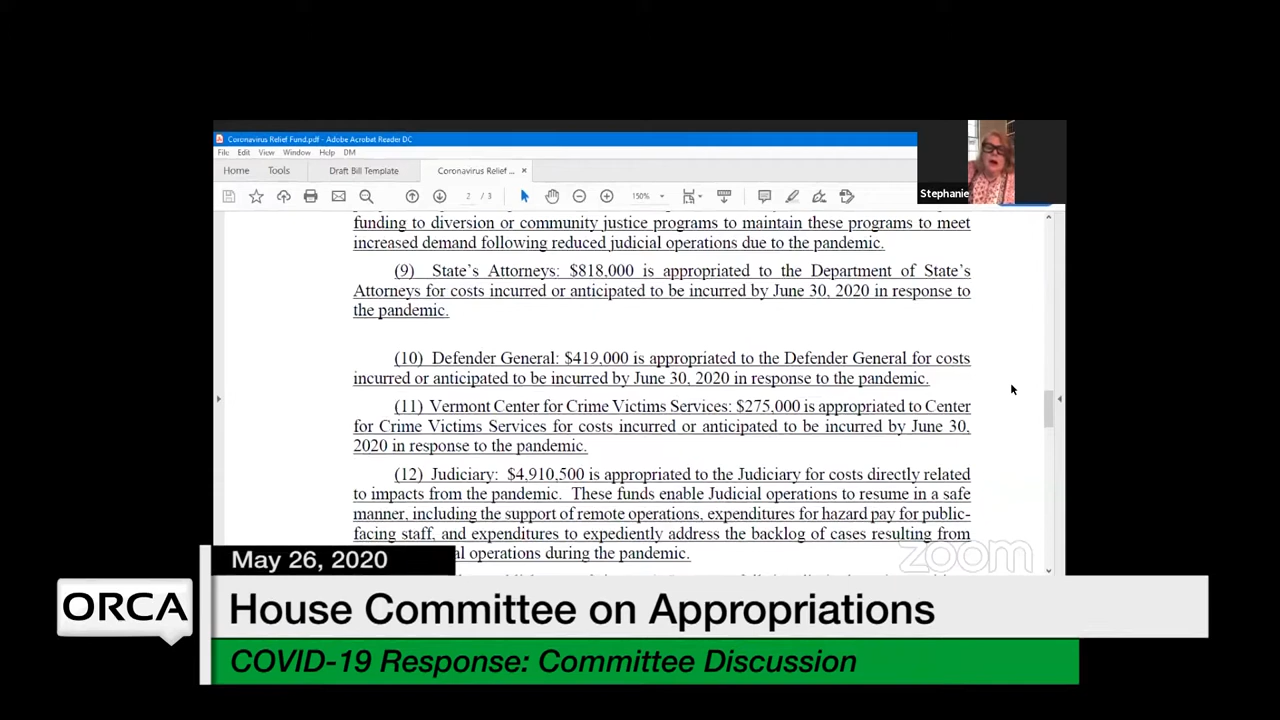 Coronavirus Relief Fund.pdf - Adobe Acrobat Reader DC
File Edit View Window Help DM
Home Tools Draft Bill Template Coronavirus Relief ... ×
2 / 3 150%
Stephanie
funding to diversion or community justice programs to maintain these programs to meet
increased demand following reduced judicial operations due to the pandemic.
(9) State's Attorneys: $818,000 is appropriated to the Department of State's
Attorneys for costs incurred or anticipated to be incurred by June 30, 2020 in response to
the pandemic.
(10) Defender General: $419,000 is appropriated to the Defender General for costs
incurred or anticipated to be incurred by June 30, 2020 in response to the pandemic.
(11) Vermont Center for Crime Victims Services: $275,000 is appropriated to Center
for Crime Victims Services for costs incurred or anticipated to be incurred by June 30,
2020 in response to the pandemic.
(12) Judiciary: $4,910,500 is appropriated to the Judiciary for costs directly related
to impacts from the pandemic. These funds enable Judicial operations to resume in a safe
manner, including the support of remote operations, expenditures for hazard pay for public-
facing staff, and expenditures to expediently address the backlog of cases resulting from
al operations during the pandemic.
zoom
May 26, 2020
ORCA
House Committee on Appropriations
COVID-19 Response: Committee Discussion